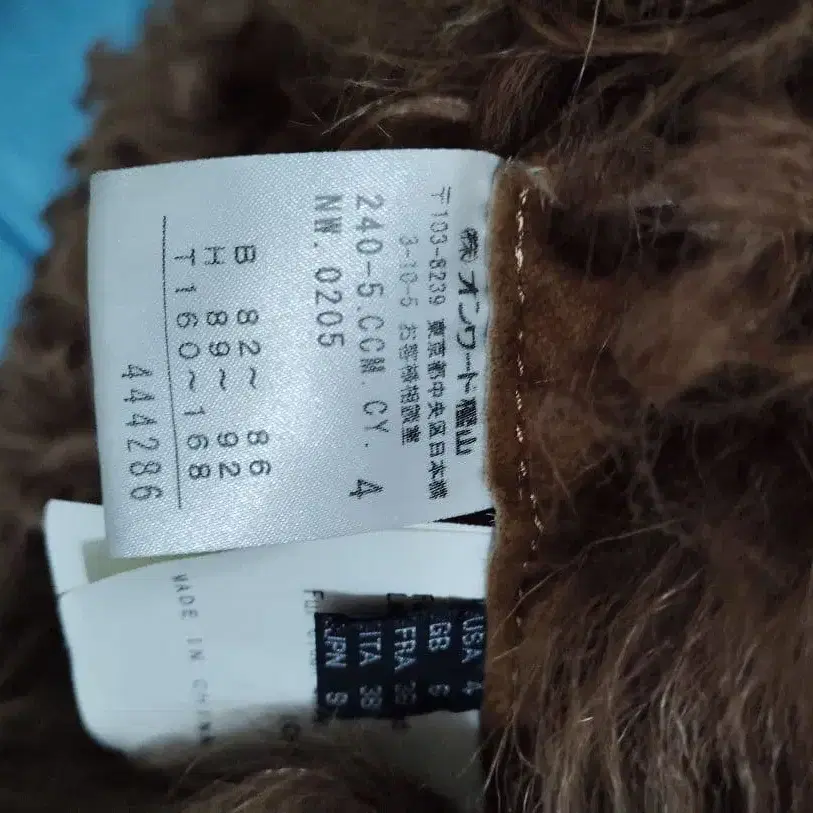 ㈱オンワード樫山
〒103-8239 東京都中央区日本橋
3-10-5 お客様相談室
240-5.CCM.CY. 4
NW. 0205
B 82～ 86
H 89～ 92
T 160～168
444286
USA 4
GB 6
FRA
ITA 38
JPN 9
MADE IN CHINA